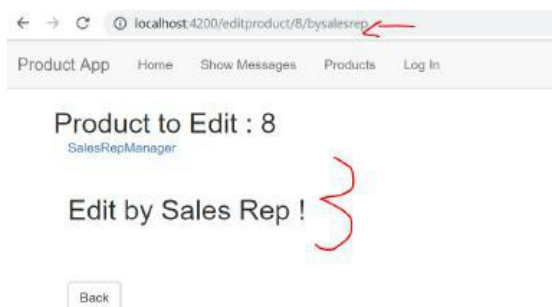 localhost:4200/editproduct/8/bysalesrep
Product App Home Show Messages Products Log In
Product to Edit : 8
SalesRepManager
Edit by Sales Rep !
Back